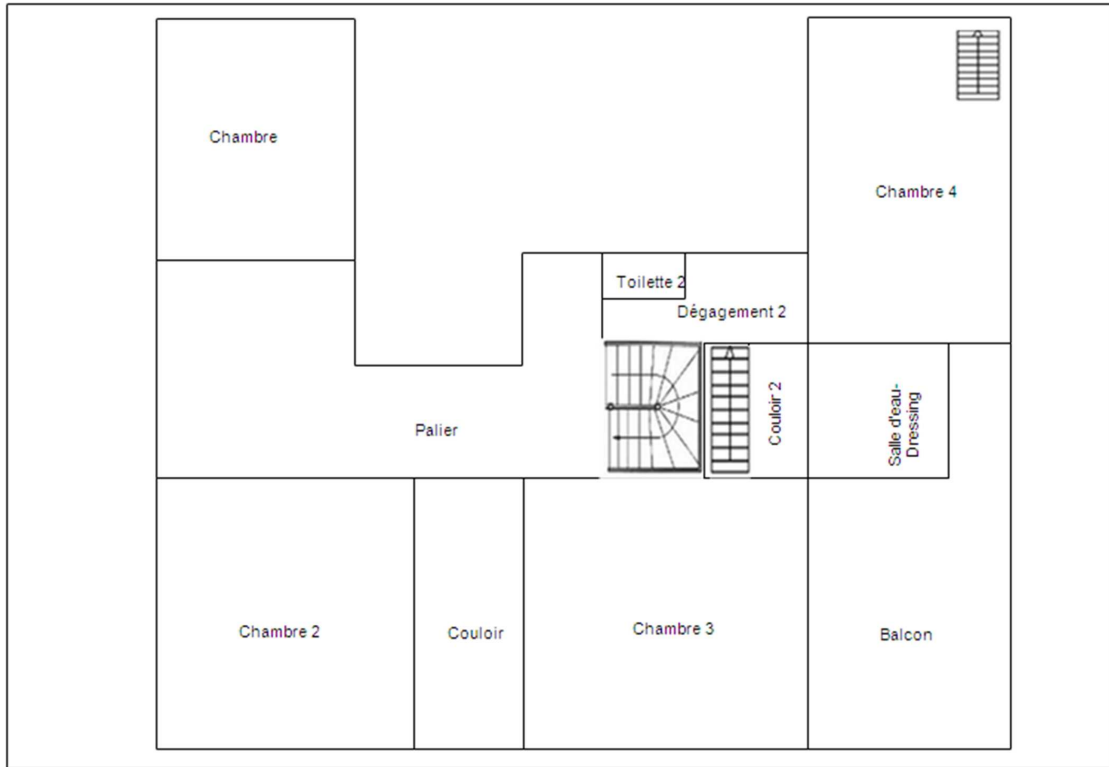 Chambre
Chambre 4
Toilette 2
Dégagement 2
Palier
Couloir 2
Salle d'eau-
Dressing
Chambre 2
Couloir
Chambre 3
Balcon